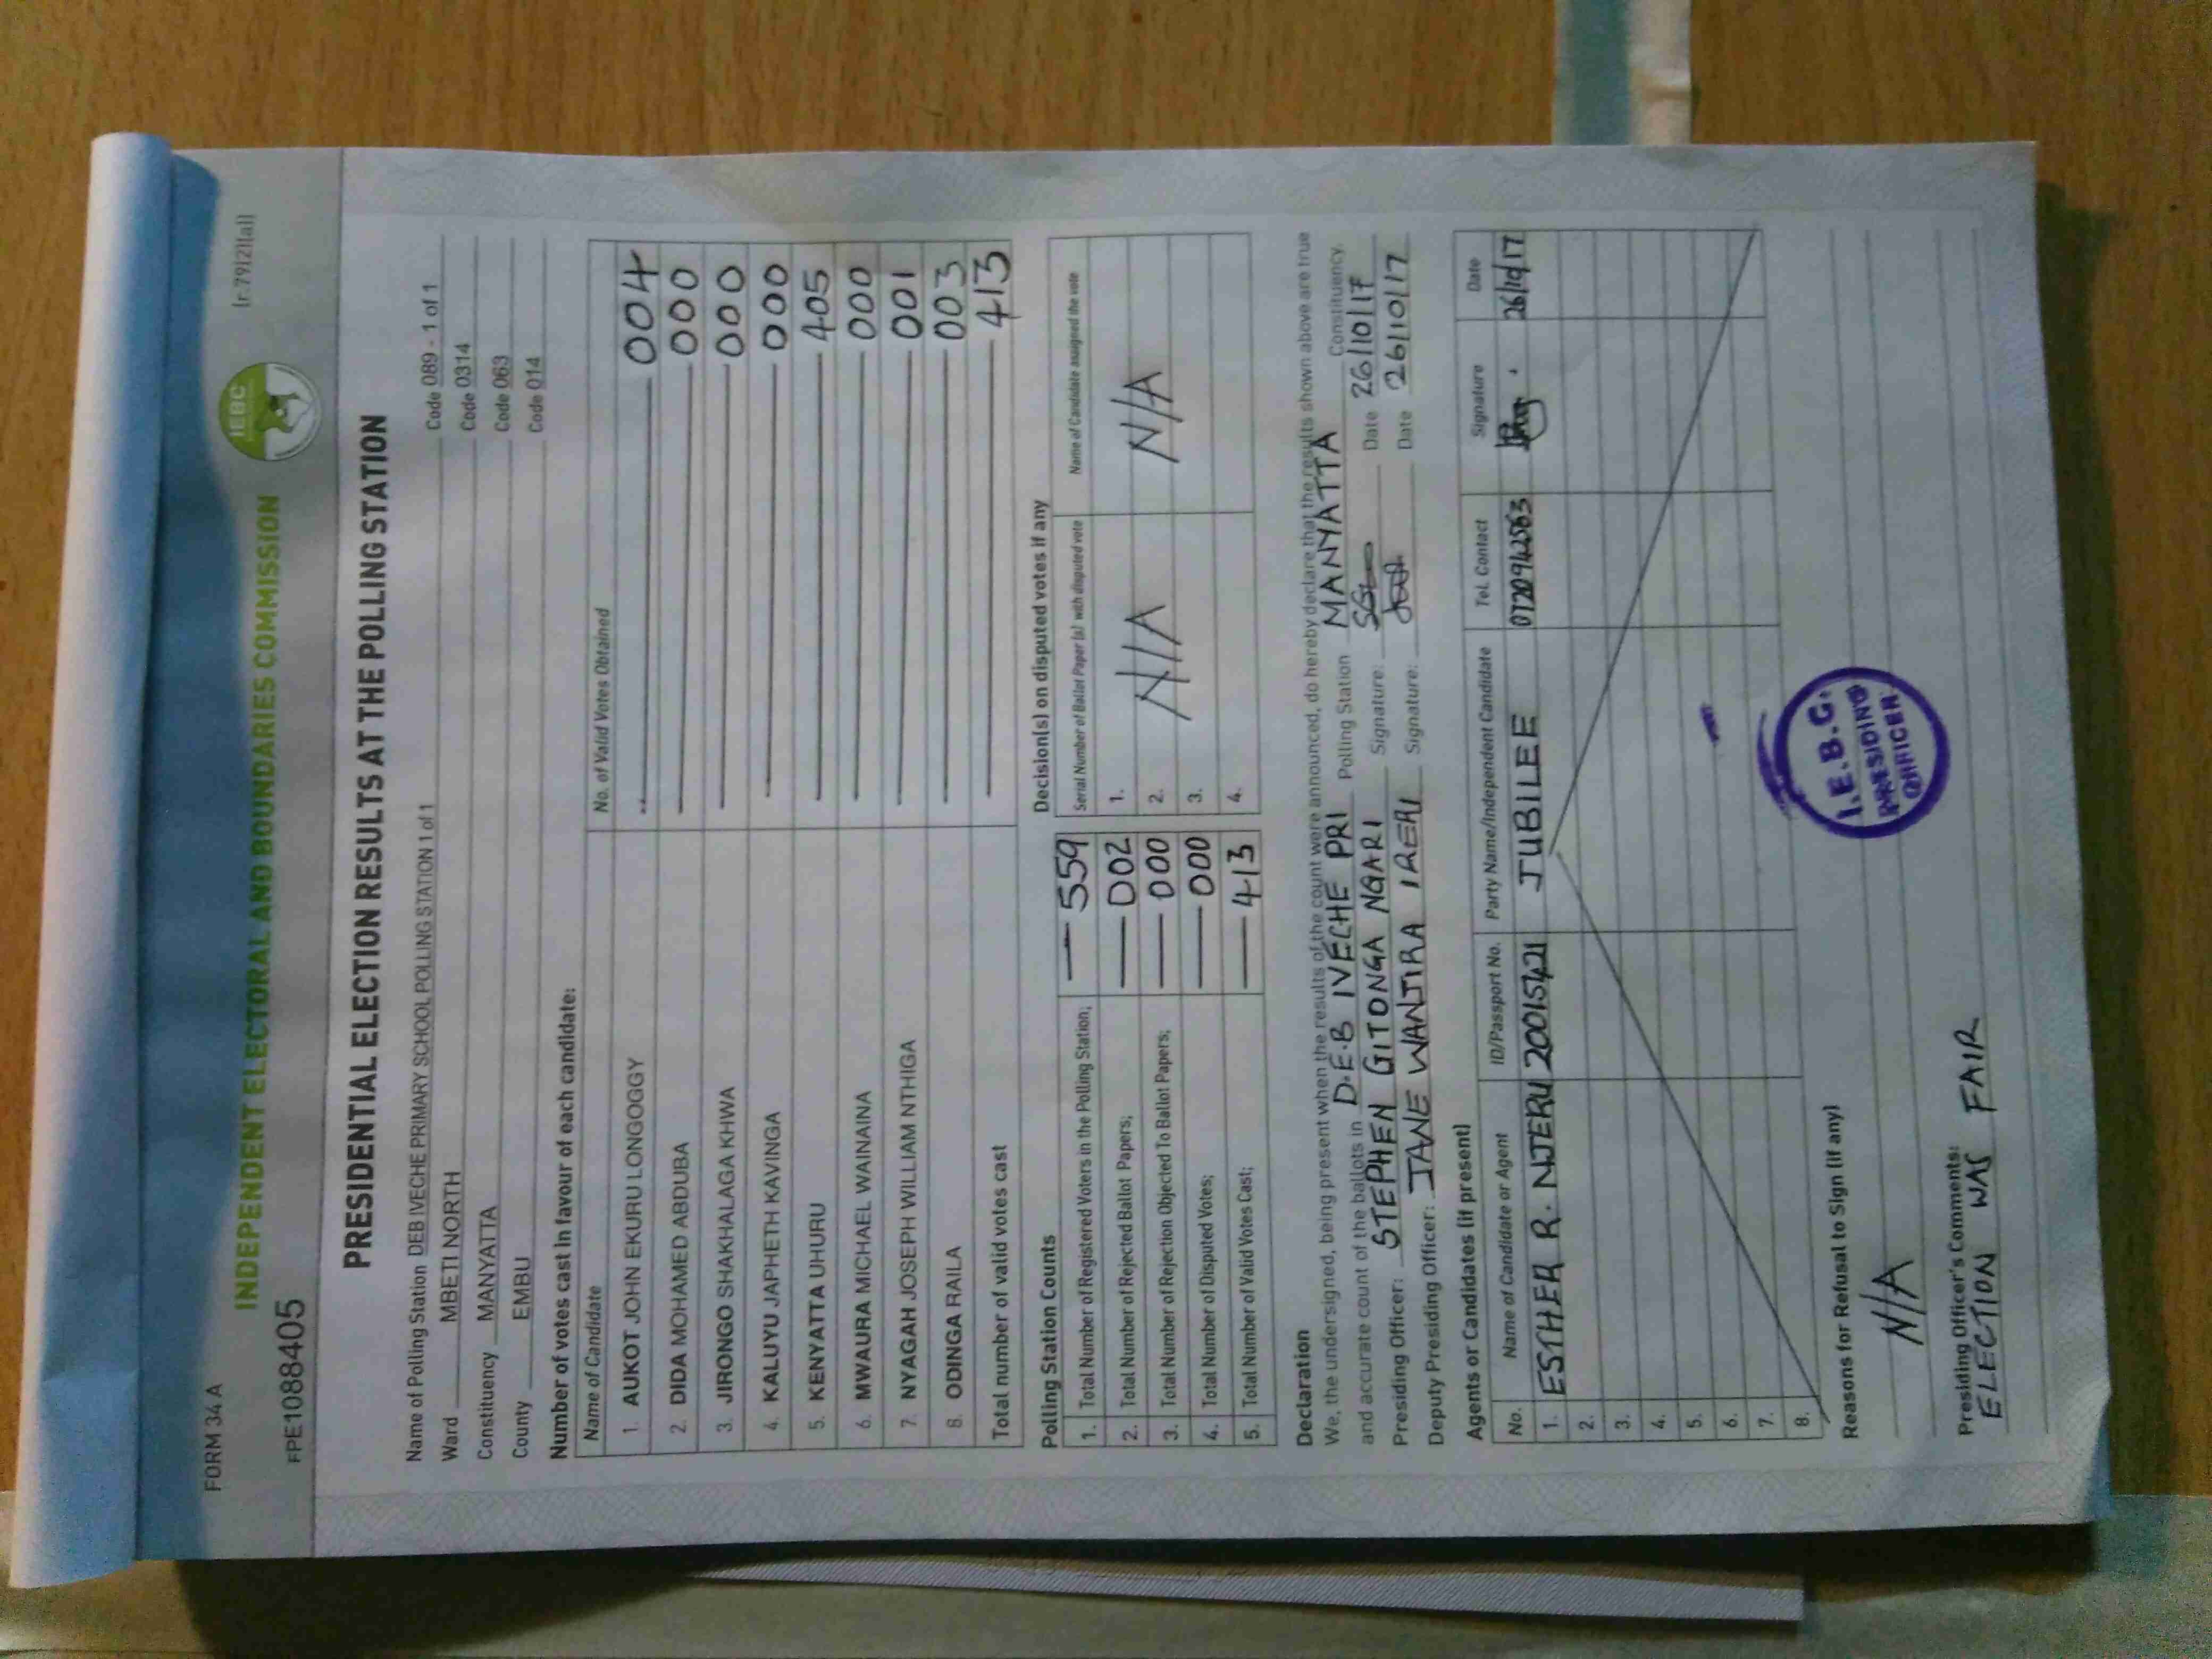 FORM 34 A
INDEPENDENT ELECTORAL AND BOUNDARIES COMMISSION
IEBC
(r.79(2)(a))
FPE1088405
PRESIDENTIAL ELECTION RESULTS AT THE POLLING STATION
Name of Polling Station DEB IVECHE PRIMARY SCHOOL POLLING STATION 1 of 1 Code 089 - 1 of 1
Ward MBETI NORTH Code 0314
Constituency MANYATTA Code 063
County EMBU Code 014
Number of votes cast in favour of each candidate:
Name of Candidate No. of Valid Votes Obtained
1. AUKOT JOHN EKURU LONGOGGY 004
2. DIDA MOHAMED ABDUBA 000
3. JIRONGO SHAKHALAGA KHWA 000
4. KALUYU JAPHETH KAVINGA 000
5. KENYATTA UHURU 405
6. MWAURA MICHAEL WAINAINA 000
7. NYAGAH JOSEPH WILLIAM NTHIGA 001
8. ODINGA RAILA 003
Total number of valid votes cast 413
Polling Station Counts
1. Total Number of Registered Voters in the Polling Station; 559
2. Total Number of Rejected Ballot Papers; 002
3. Total Number of Rejection Objected To Ballot Papers; 000
4. Total Number of Disputed Votes; 000
5. Total Number of Valid Votes Cast; 413
Decision(s) on disputed votes if any
Serial Number of Ballot Paper (s) with disputed vote Name of Candidate assigned the vote
1.
2. N/A N/A
3.
4.
Declaration
We, the undersigned, being present when the results of the count were announced, do hereby declare that the results shown above are true
and accurate count of the ballots in D.E.B IVECHE PRI Polling Station MANYATTA Constituency.
Presiding Officer: STEPHEN GITONGA NGARI Signature: Date 26/10/17
Deputy Presiding Officer: JANE WANJIRA IRERI Signature: Date 26/10/17
Agents or Candidates (if present)
No. Name of Candidate or Agent ID/Passport No. Party Name/Independent Candidate Tel. Contact Signature Date
1. ESTHER R. NJERU 20015421 JUBILEE 0720942563 26/10/17
2.
3.
4.
5.
6.
7.
8.
Reasons for Refusal to Sign (if any)
N/A
I.E.B.C.
PRESIDING
OFFICER
Presiding Officer's Comments:
ELECTION WAS FAIR